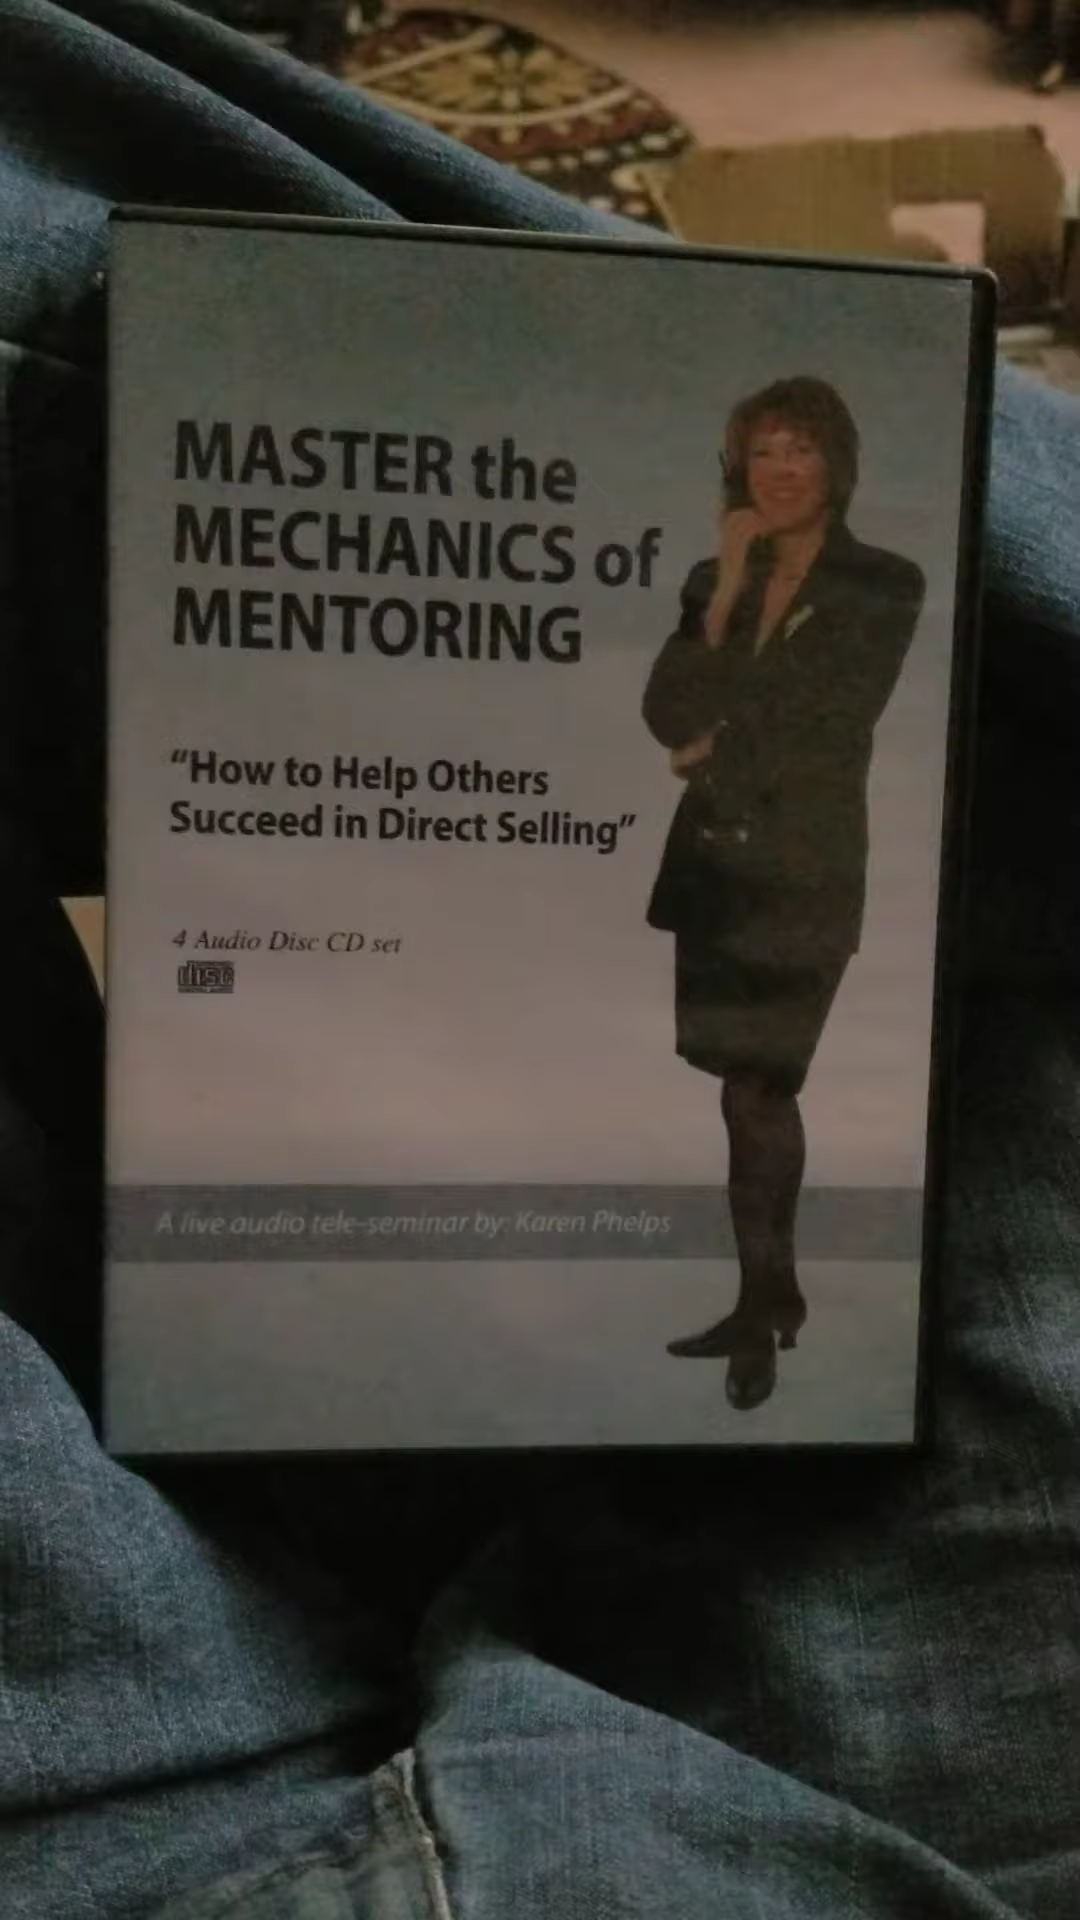 MASTER the
MECHANICS of
MENTORING
“How to Help Others
Succeed in Direct Selling”
4 Audio Disc CD set
disc
A live audio tele-seminar by: Karen Phelps